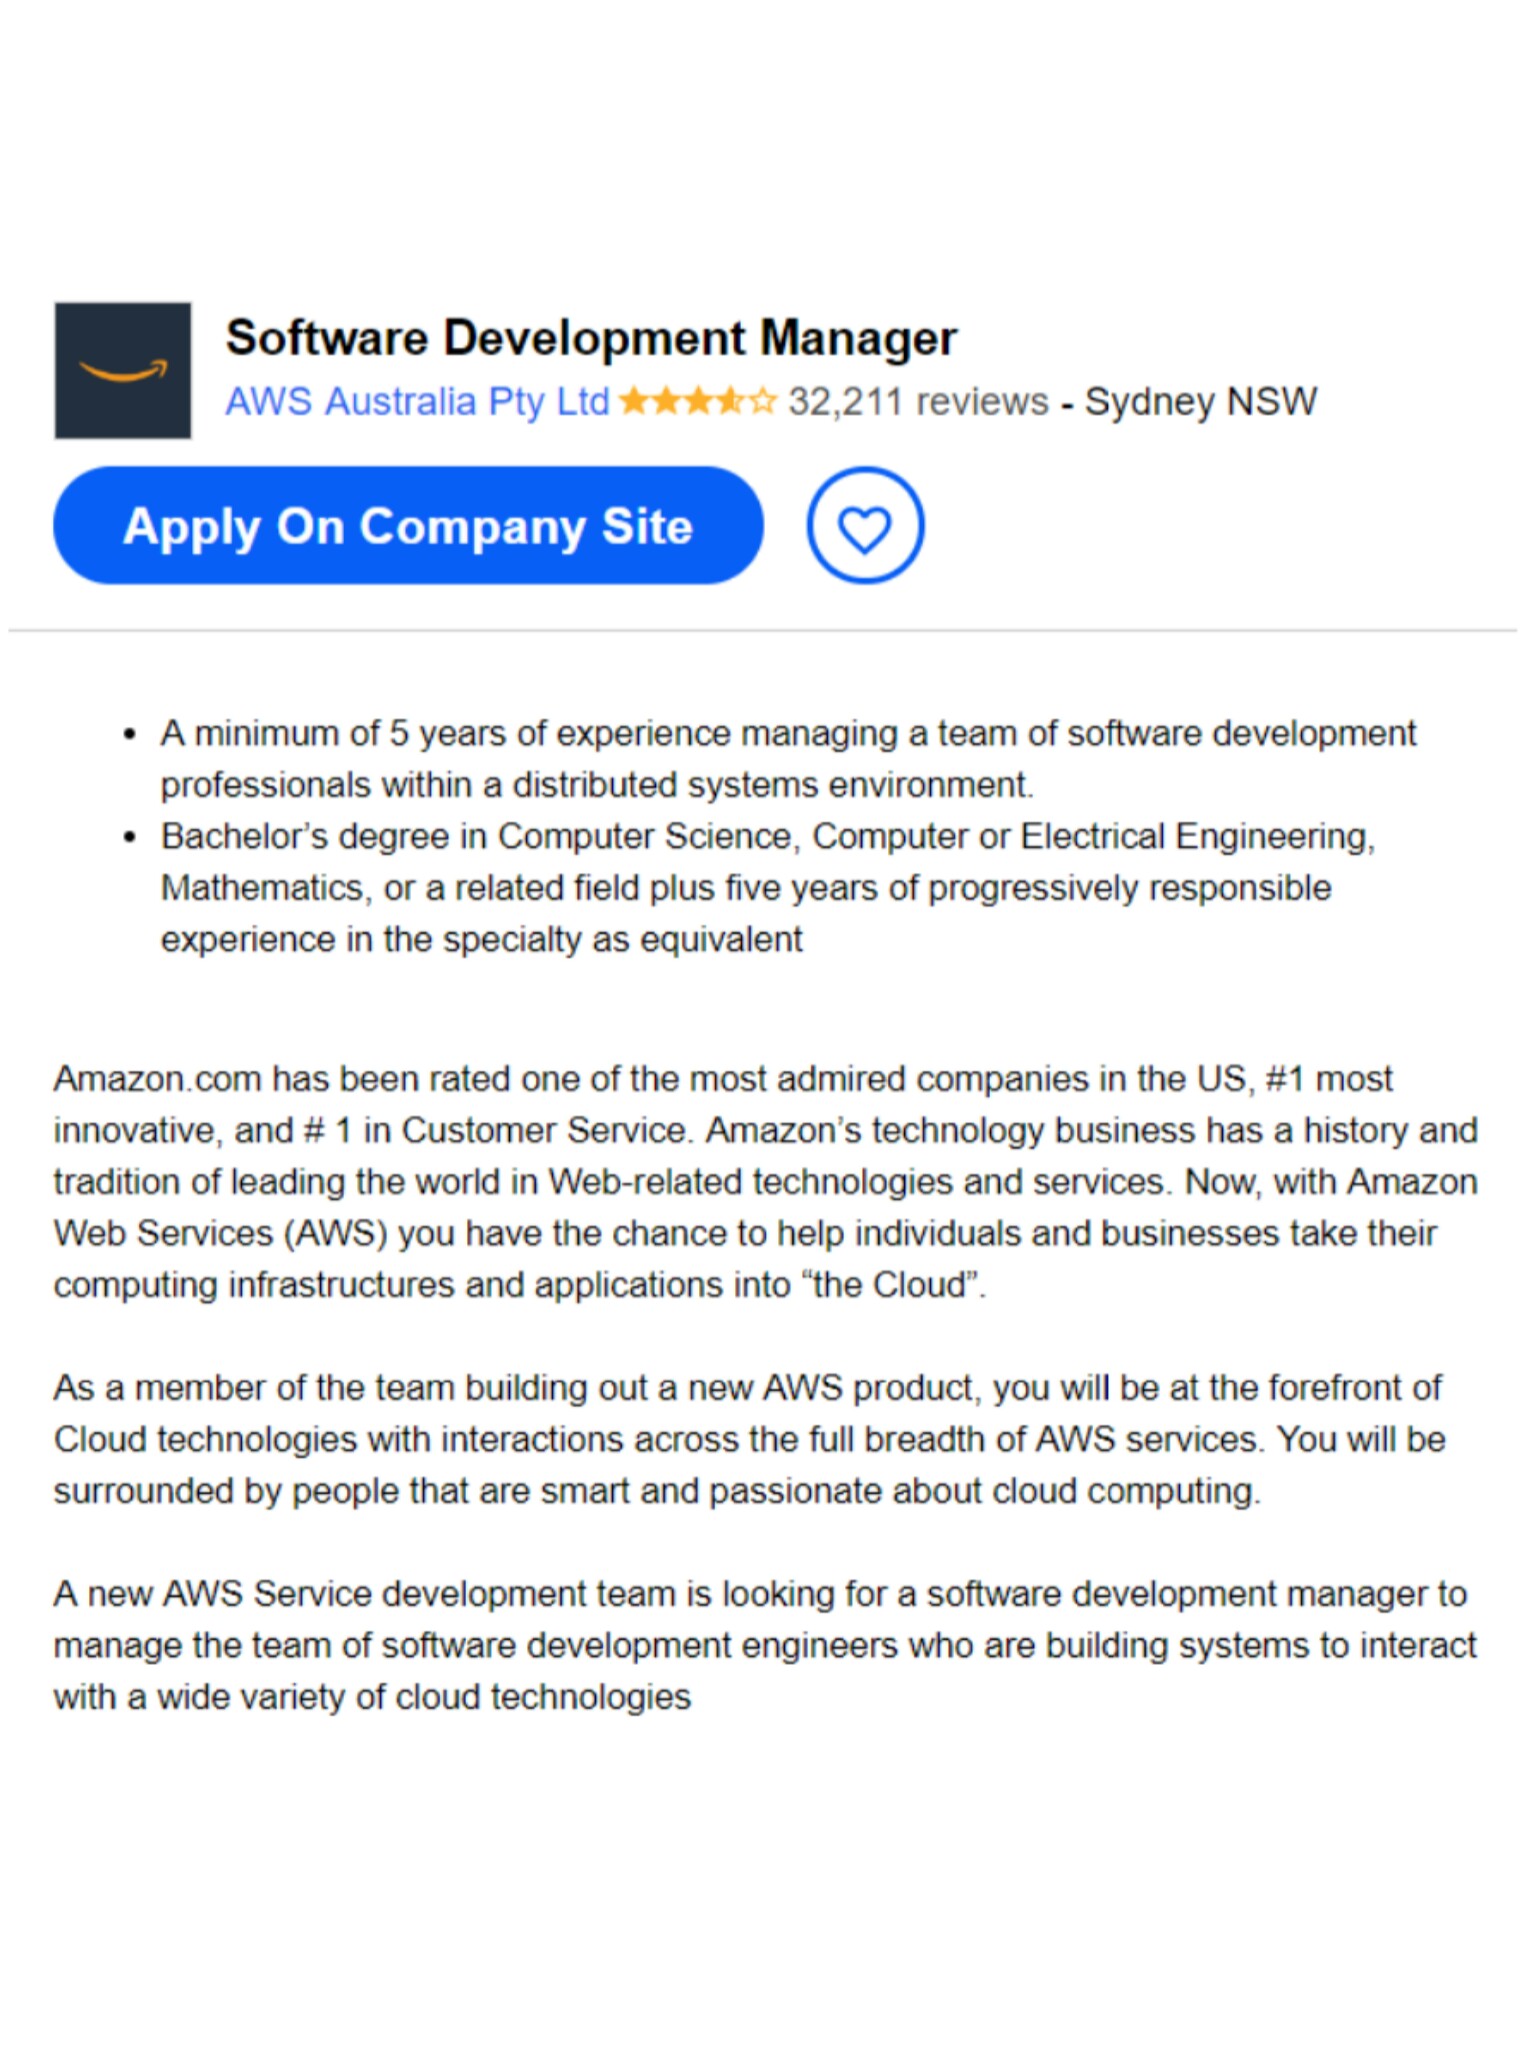 Software Development Manager
AWS Australia Pty Ltd 32,211 reviews - Sydney NSW
Apply On Company Site
• A minimum of 5 years of experience managing a team of software development
professionals within a distributed systems environment.
• Bachelor’s degree in Computer Science, Computer or Electrical Engineering,
Mathematics, or a related field plus five years of progressively responsible
experience in the specialty as equivalent
Amazon.com has been rated one of the most admired companies in the US, #1 most
innovative, and # 1 in Customer Service. Amazon’s technology business has a history and
tradition of leading the world in Web-related technologies and services. Now, with Amazon
Web Services (AWS) you have the chance to help individuals and businesses take their
computing infrastructures and applications into “the Cloud”.
As a member of the team building out a new AWS product, you will be at the forefront of
Cloud technologies with interactions across the full breadth of AWS services. You will be
surrounded by people that are smart and passionate about cloud computing.
A new AWS Service development team is looking for a software development manager to
manage the team of software development engineers who are building systems to interact
with a wide variety of cloud technologies